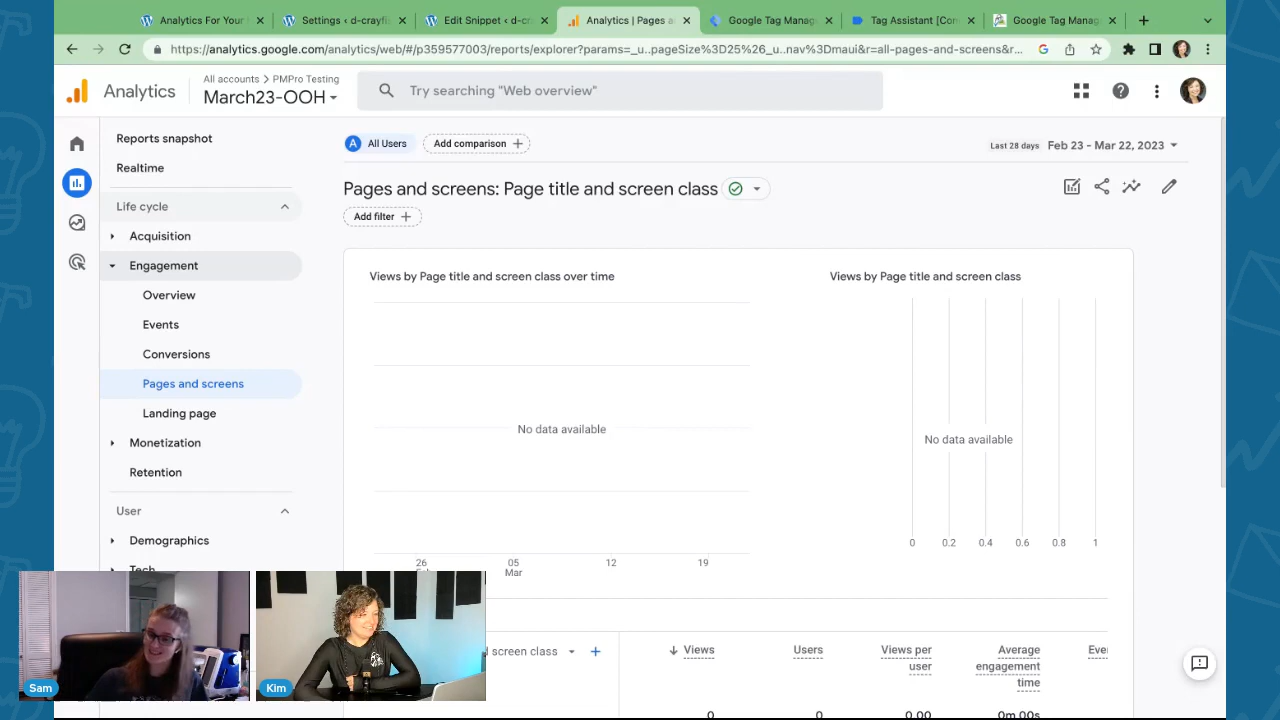 Analytics For Your
Settings ‹ d-crayfi
Edit Snippet ‹ d-c
Analytics | Pages a
Google Tag Manag
Tag Assistant [Con
Google Tag Manag
https://analytics.google.com/analytics/web/#/p359577003/reports/explorer?params=_u..pageSize%3D25%26_u..nav%3Dmaui&r=all-pages-and-screens&r...
Analytics
All accounts > PMPro Testing
March23-OOH
Try searching "Web overview"
Reports snapshot
Realtime
Life cycle
Acquisition
Engagement
Overview
Events
Conversions
Pages and screens
Landing page
Monetization
Retention
User
Demographics
Tech
A All Users
Add comparison +
Last 28 days Feb 23 - Mar 22, 2023
Pages and screens: Page title and screen class
Add filter +
Views by Page title and screen class over time
No data available
26
Feb
05
Mar
12
19
Views by Page title and screen class
No data available
0 0.2 0.4 0.6 0.8 1
d screen class
Views
Users
Views per
user
Average
engagement
time
Even
0 0 0.00 0m 00s
Sam
Kim